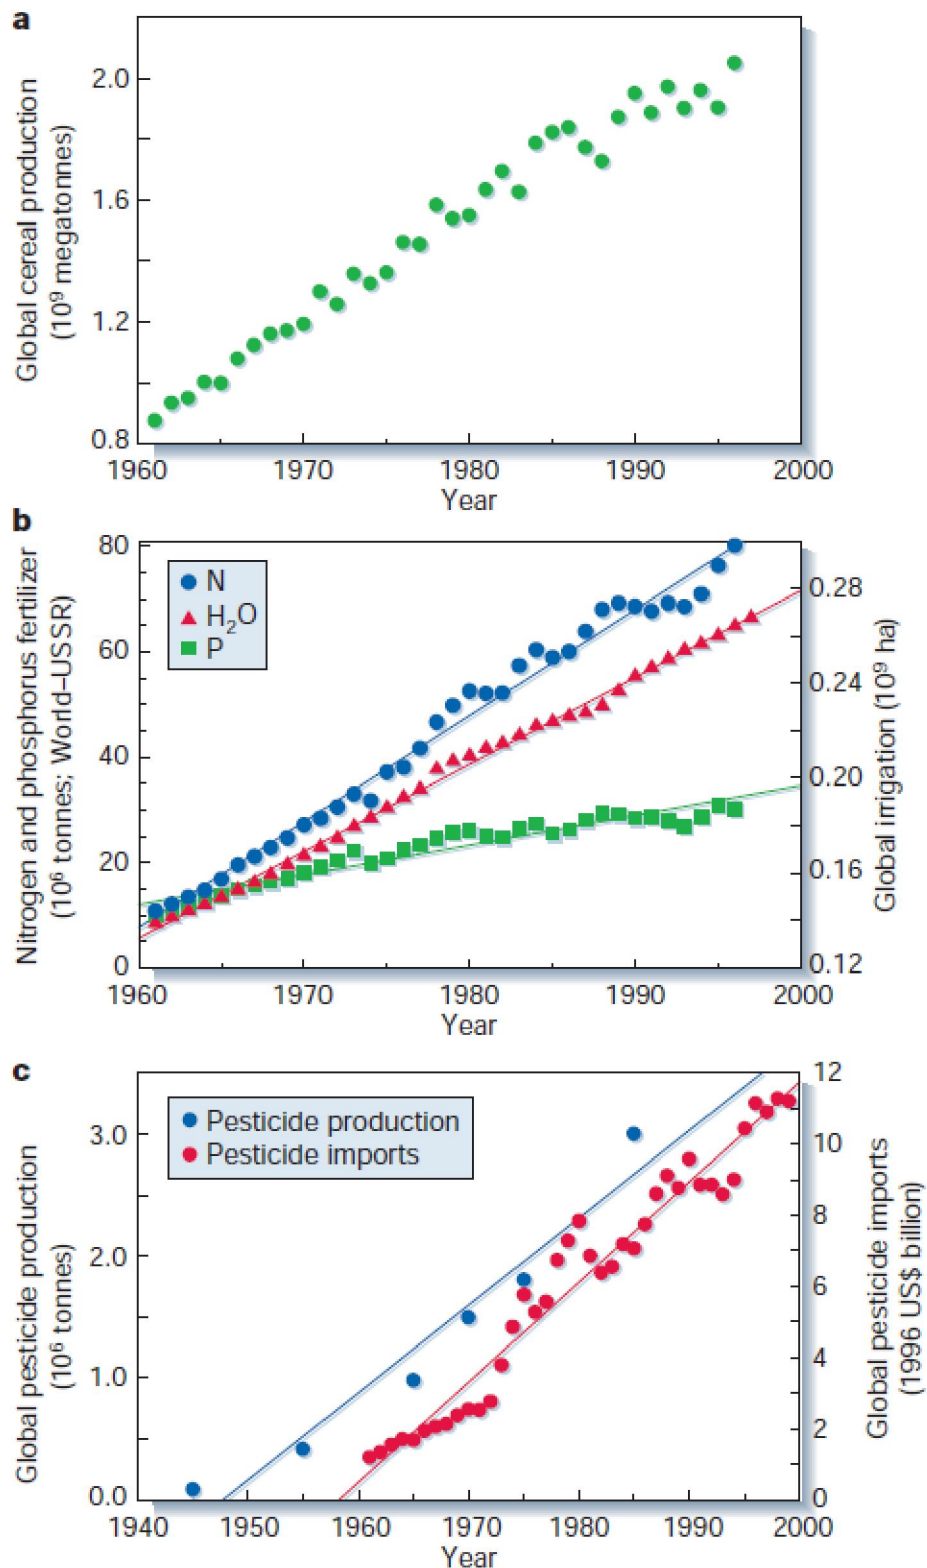 a
Global cereal production
(10⁹ megatonnes)
2.0
1.6
1.2
0.8
1960 1970 1980 1990 2000
Year
b
Nitrogen and phosphorus fertilizer
(10⁶ tonnes; World–USSR)
80
60
40
20
0
N
H₂O
P
0.28
0.24
0.20
0.16
0.12
Global irrigation (10⁹ ha)
1960 1970 1980 1990 2000
Year
c
Global pesticide production
(10⁶ tonnes)
3.0
2.0
1.0
0.0
Pesticide production
Pesticide imports
12
10
8
6
4
2
0
Global pesticide imports
(1996 US$ billion)
1940 1950 1960 1970 1980 1990 2000
Year